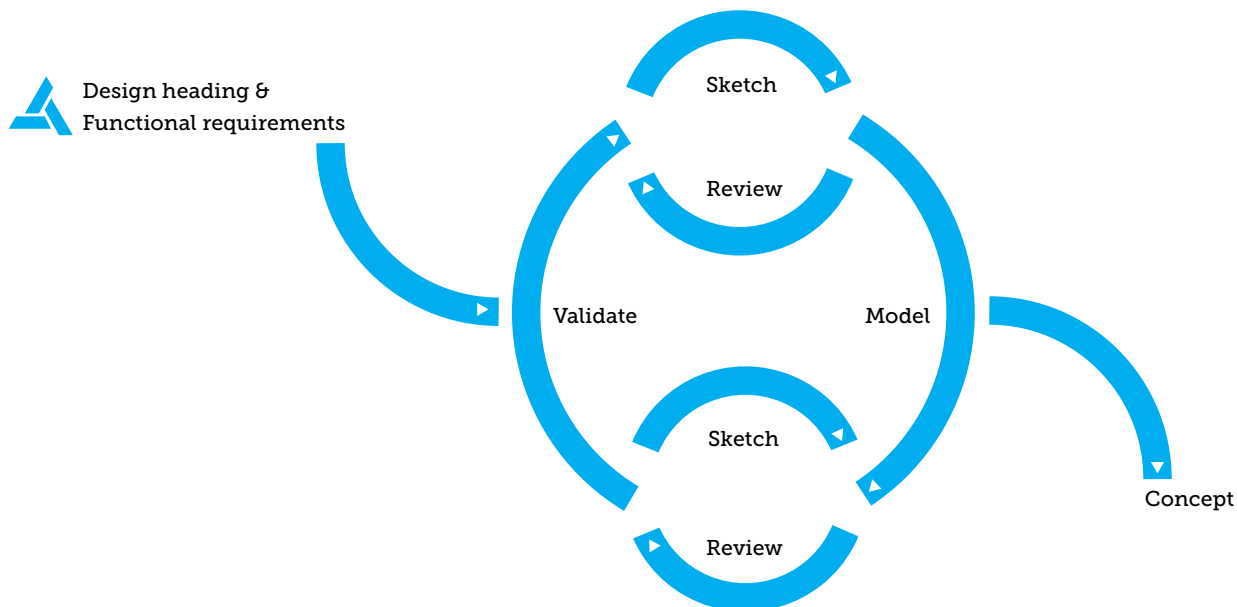 Design heading &
Functional requirements
Sketch
Review
Validate
Model
Sketch
Review
Concept